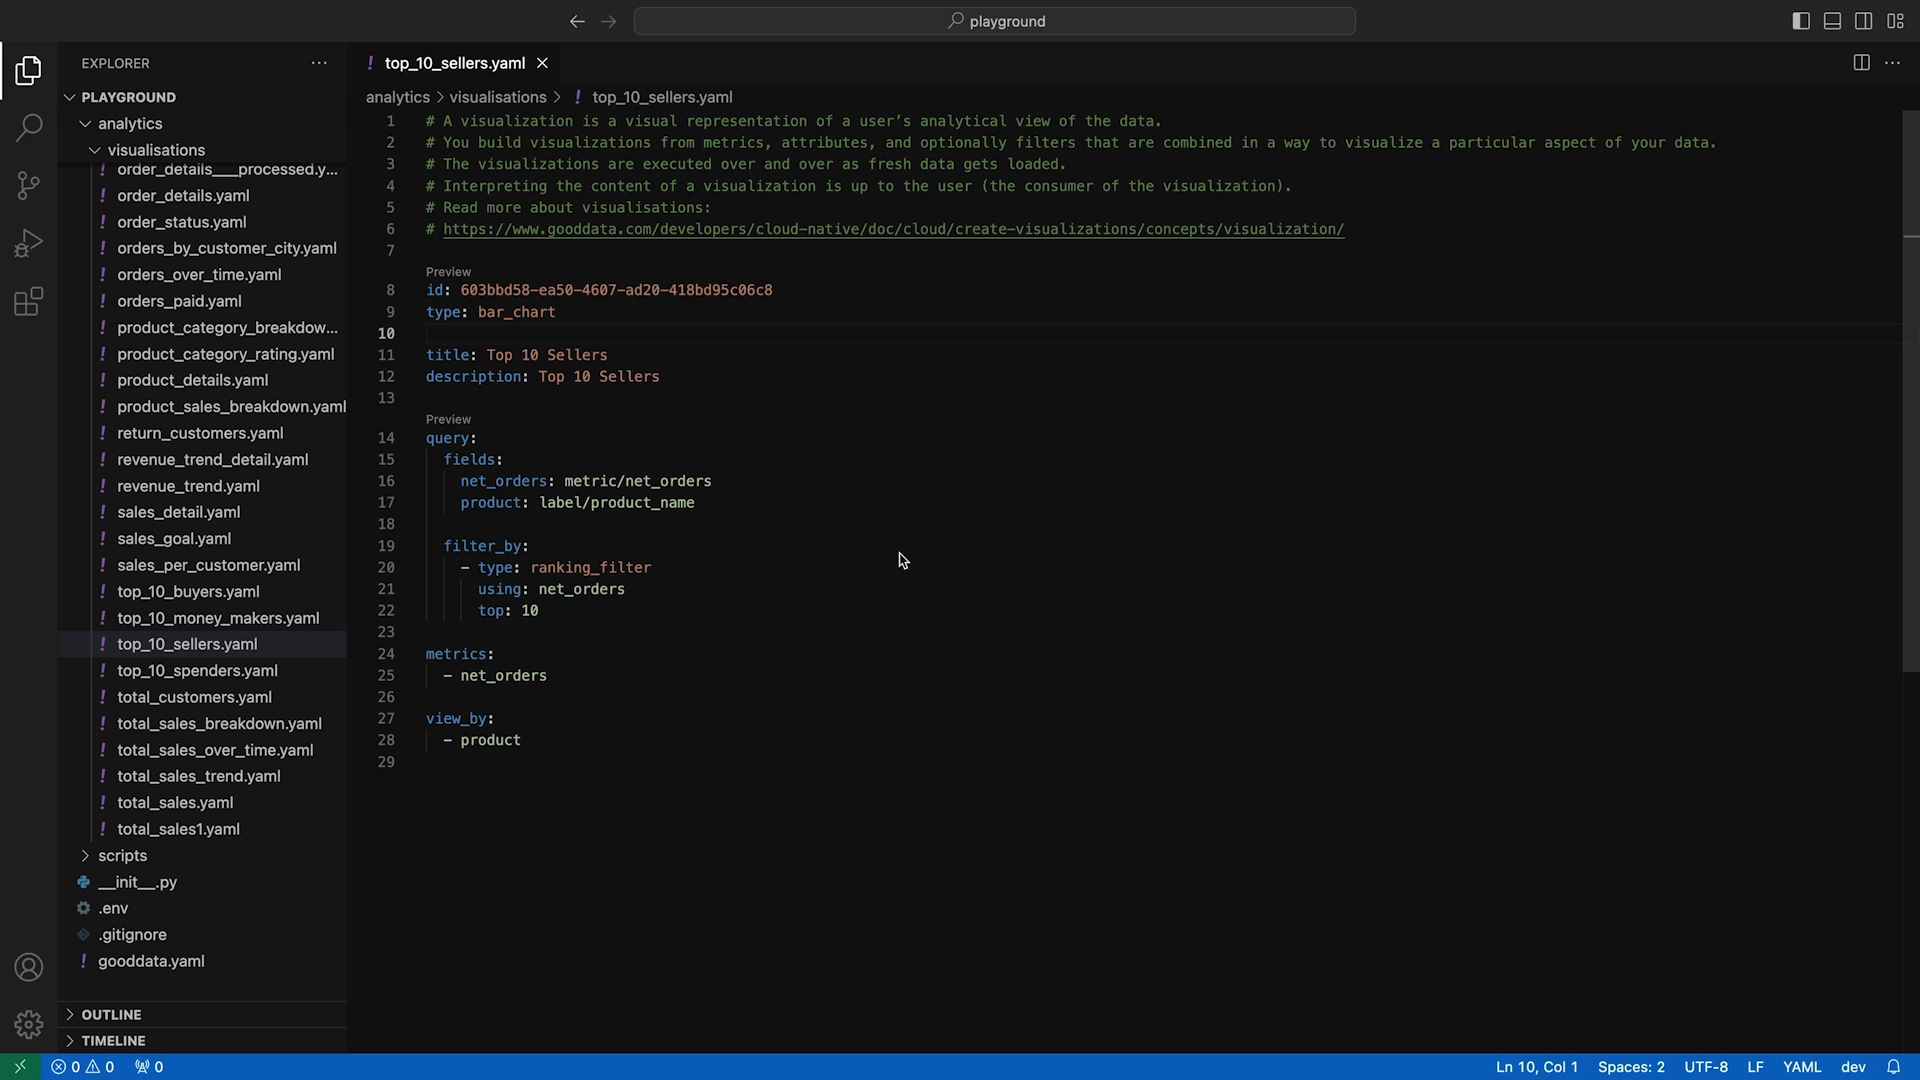 playground
EXPLORER
PLAYGROUND
analytics
visualisations
order_details___processed.y...
order_details.yaml
order_status.yaml
orders_by_customer_city.yaml
orders_over_time.yaml
orders_paid.yaml
product_category_breakdow...
product_category_rating.yaml
product_details.yaml
product_sales_breakdown.yaml
return_customers.yaml
revenue_trend_detail.yaml
revenue_trend.yaml
sales_detail.yaml
sales_goal.yaml
sales_per_customer.yaml
top_10_buyers.yaml
top_10_money_makers.yaml
top_10_sellers.yaml
top_10_spenders.yaml
total_customers.yaml
total_sales_breakdown.yaml
total_sales_over_time.yaml
total_sales_trend.yaml
total_sales.yaml
total_sales1.yaml
scripts
__init__.py
.env
.gitignore
gooddata.yaml
OUTLINE
TIMELINE
top_10_sellers.yaml
analytics > visualisations > ! top_10_sellers.yaml
1 # A visualization is a visual representation of a user’s analytical view of the data.
2 # You build visualizations from metrics, attributes, and optionally filters that are combined in a way to visualize a particular aspect of your data.
3 # The visualizations are executed over and over as fresh data gets loaded.
4 # Interpreting the content of a visualization is up to the user (the consumer of the visualization).
5 # Read more about visualisations:
6 # https://www.gooddata.com/developers/cloud-native/doc/cloud/create-visualizations/concepts/visualization/
7
Preview
8 id: 603bbd58-ea50-4607-ad20-418bd95c06c8
9 type: bar_chart
10
11 title: Top 10 Sellers
12 description: Top 10 Sellers
13
Preview
14 query:
15 fields:
16 net_orders: metric/net_orders
17 product: label/product_name
18
19 filter_by:
20 - type: ranking_filter
21 using: net_orders
22 top: 10
23
24 metrics:
25 - net_orders
26
27 view_by:
28 - product
29
0 0 0 Ln 10, Col 1 Spaces: 2 UTF-8 LF YAML dev